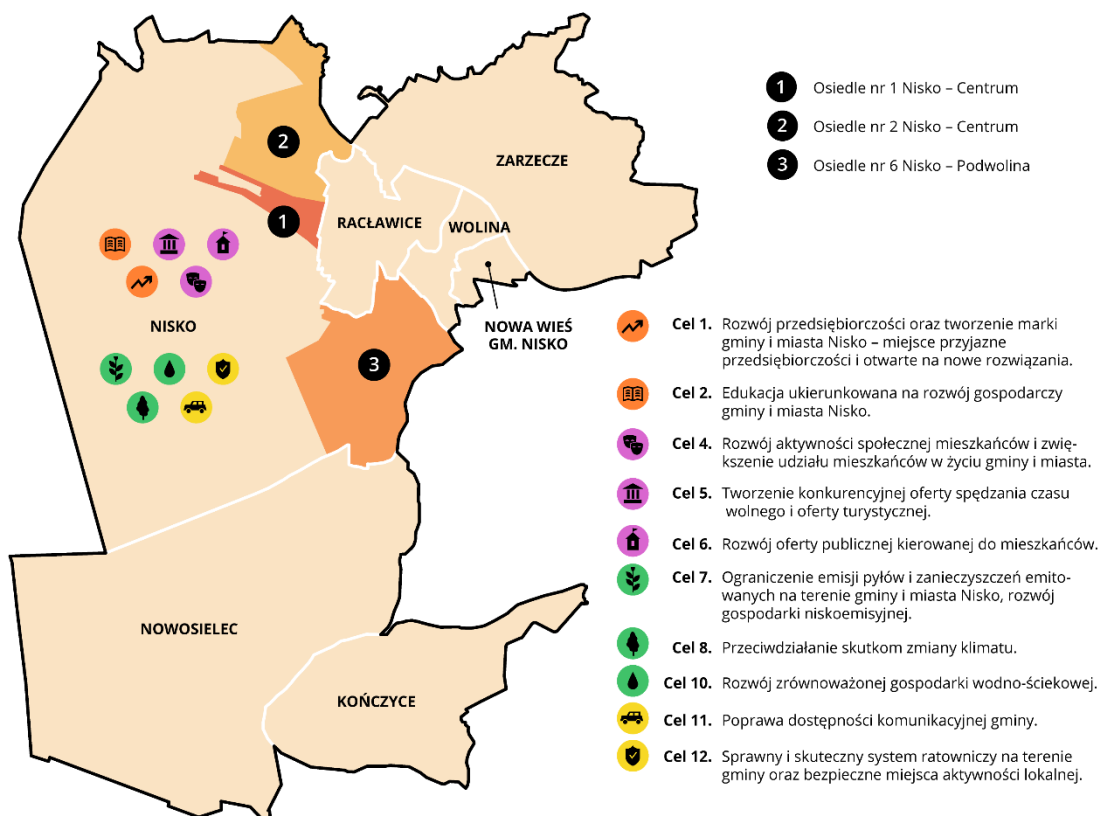 1 Osiedle nr 1 Nisko – Centrum
2 Osiedle nr 2 Nisko – Centrum
3 Osiedle nr 6 Nisko – Podwolina
2
ZARZECZE
1
RACŁAWICE
WOLINA
NISKO
NOWA WIEŚ
GM. NISKO
3
NOWOSIELEC
KOŃCZYCE
Cel 1. Rozwój przedsiębiorczości oraz tworzenie marki
gminy i miasta Nisko – miejsce przyjazne
przedsiębiorczości i otwarte na nowe rozwiązania.
Cel 2. Edukacja ukierunkowana na rozwój gospodarczy
gminy i miasta Nisko.
Cel 4. Rozwój aktywności społecznej mieszkańców i zwię-
kszenie udziału mieszkańców w życiu gminy i miasta.
Cel 5. Tworzenie konkurencyjnej oferty spędzania czasu
wolnego i oferty turystycznej.
Cel 6. Rozwój oferty publicznej kierowanej do mieszkańców.
Cel 7. Ograniczenie emisji pyłów i zanieczyszczeń emito-
wanych na terenie gminy i miasta Nisko, rozwój
gospodarki niskoemisyjnej.
Cel 8. Przeciwdziałanie skutkom zmiany klimatu.
Cel 10. Rozwój zrównoważonej gospodarki wodno-ściekowej.
Cel 11. Poprawa dostępności komunikacyjnej gminy.
Cel 12. Sprawny i skuteczny system ratowniczy na terenie
gminy oraz bezpieczne miejsca aktywności lokalnej.